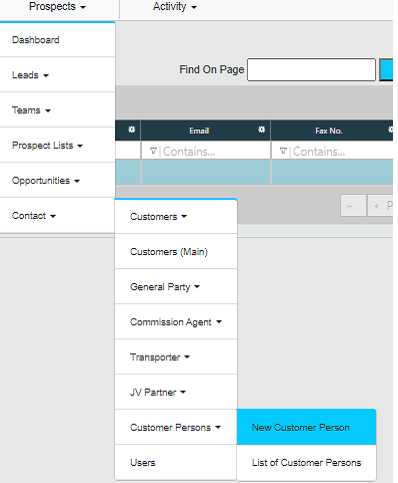 Prospects Activity
Dashboard
Find On Page
Leads
Teams
Email Fax No.
Prospect Lists Contains... Contains...
Opportunities
Contact
Customers
Customers (Main)
General Party
Commission Agent
Transporter
JV Partner
Customer Persons New Customer Person
Users List of Customer Persons